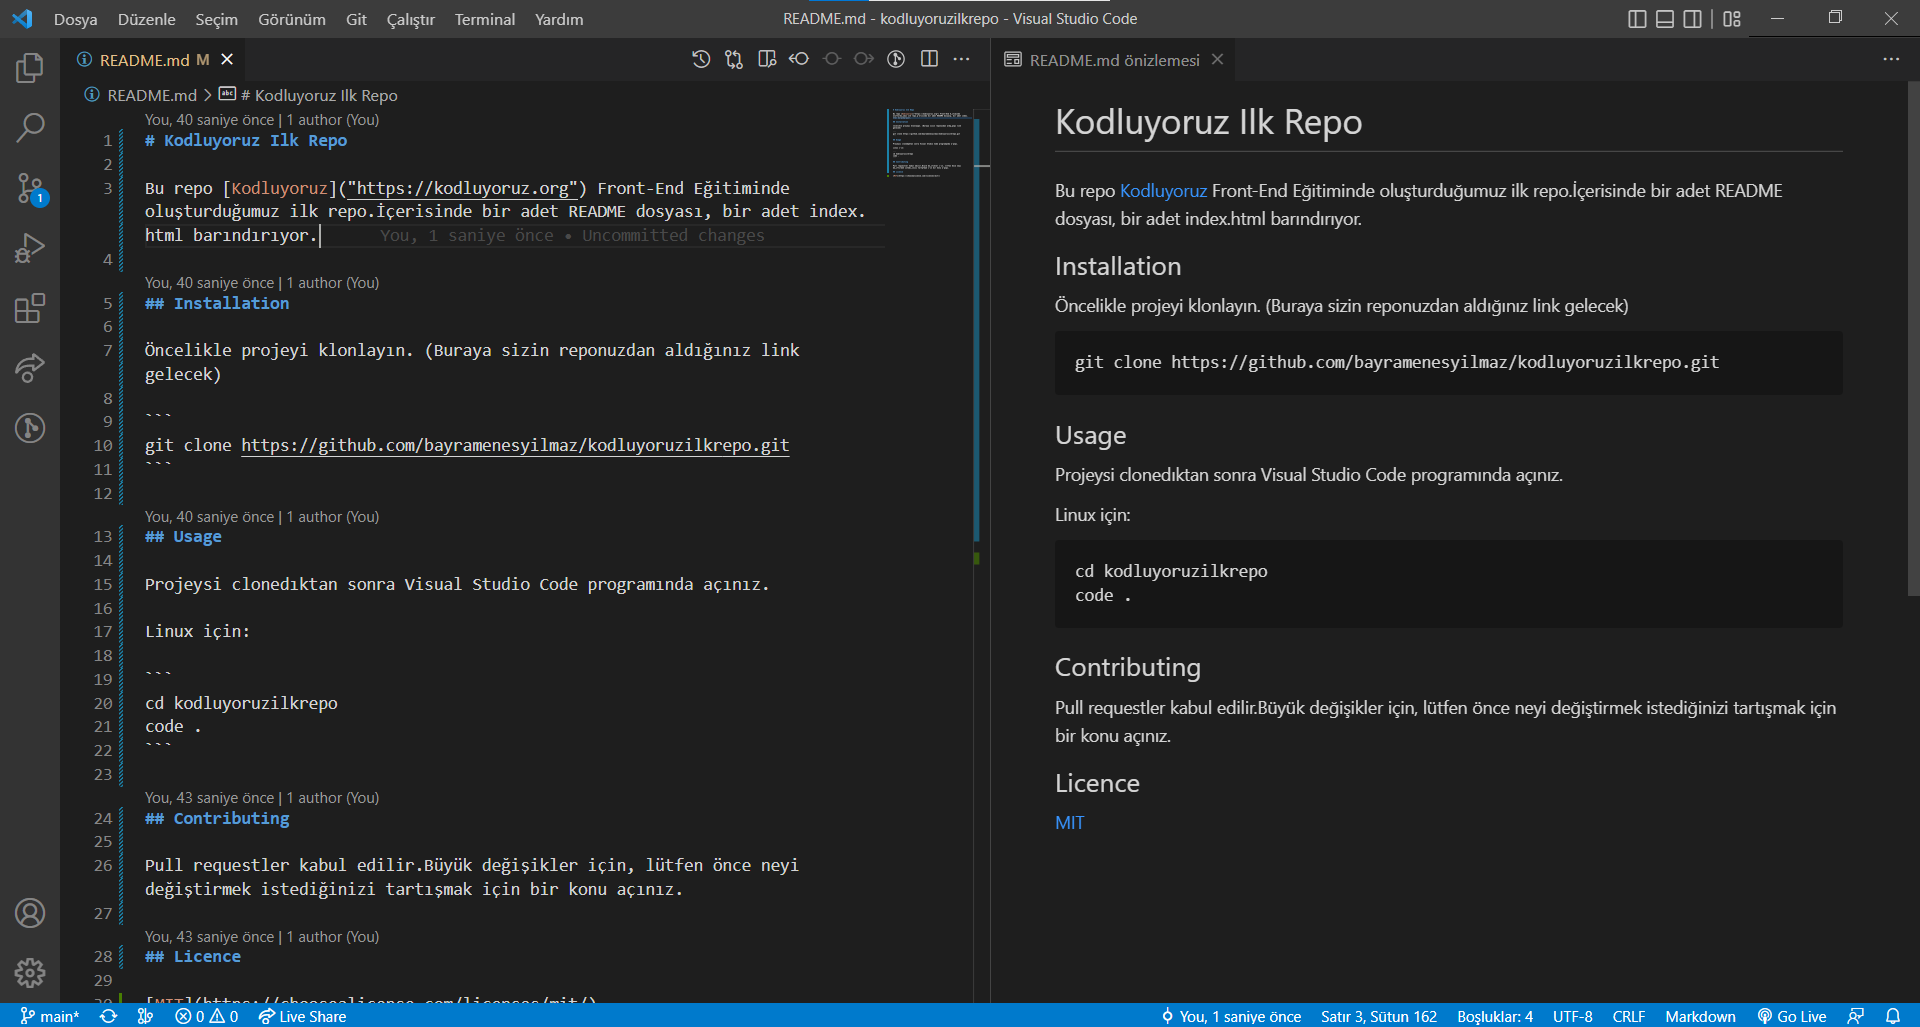 Dosya Düzenle Seçim Görünüm Git Çalıştır Terminal Yardım
README.md - kodluyoruzilkrepo - Visual Studio Code
README.md M
README.md > # Kodluyoruz Ilk Repo
You, 40 saniye önce | 1 author (You)
1 # Kodluyoruz Ilk Repo
2
3 Bu repo [Kodluyoruz]("https://kodluyoruz.org") Front-End Eğitiminde
oluşturduğumuz ilk repo.İçerisinde bir adet README dosyası, bir adet index.
html barındırıyor. You, 1 saniye önce • Uncommitted changes
4
You, 40 saniye önce | 1 author (You)
5 ## Installation
6
7 Öncelikle projeyi klonlayın. (Buraya sizin reponuzdan aldığınız link
gelecek)
8
9 ```
10 git clone https://github.com/bayramenesyilmaz/kodluyoruzilkrepo.git
11 ```
12
You, 40 saniye önce | 1 author (You)
13 ## Usage
14
15 Projeysi clonedıktan sonra Visual Studio Code programında açınız.
16
17 Linux için:
18
19 ```
20 cd kodluyoruzilkrepo
21 code .
22 ```
23
You, 43 saniye önce | 1 author (You)
24 ## Contributing
25
26 Pull requestler kabul edilir.Büyük değişikler için, lütfen önce neyi
değiştirmek istediğinizi tartışmak için bir konu açınız.
27
You, 43 saniye önce | 1 author (You)
28 ## Licence
29
30 [MIT](https://choosealicense.com/licenses/mit/)
README.md önizlemesi
Kodluyoruz Ilk Repo
Bu repo Kodluyoruz Front-End Eğitiminde oluşturduğumuz ilk repo.İçerisinde bir adet README
dosyası, bir adet index.html barındırıyor.
Installation
Öncelikle projeyi klonlayın. (Buraya sizin reponuzdan aldığınız link gelecek)
git clone https://github.com/bayramenesyilmaz/kodluyoruzilkrepo.git
Usage
Projeysi clonedıktan sonra Visual Studio Code programında açınız.
Linux için:
cd kodluyoruzilkrepo
code .
Contributing
Pull requestler kabul edilir.Büyük değişikler için, lütfen önce neyi değiştirmek istediğinizi tartışmak için
bir konu açınız.
Licence
MIT
1
main* 0 0 Live Share
You, 1 saniye önce Satır 3, Sütun 162 Boşluklar: 4 UTF-8 CRLF Markdown Go Live